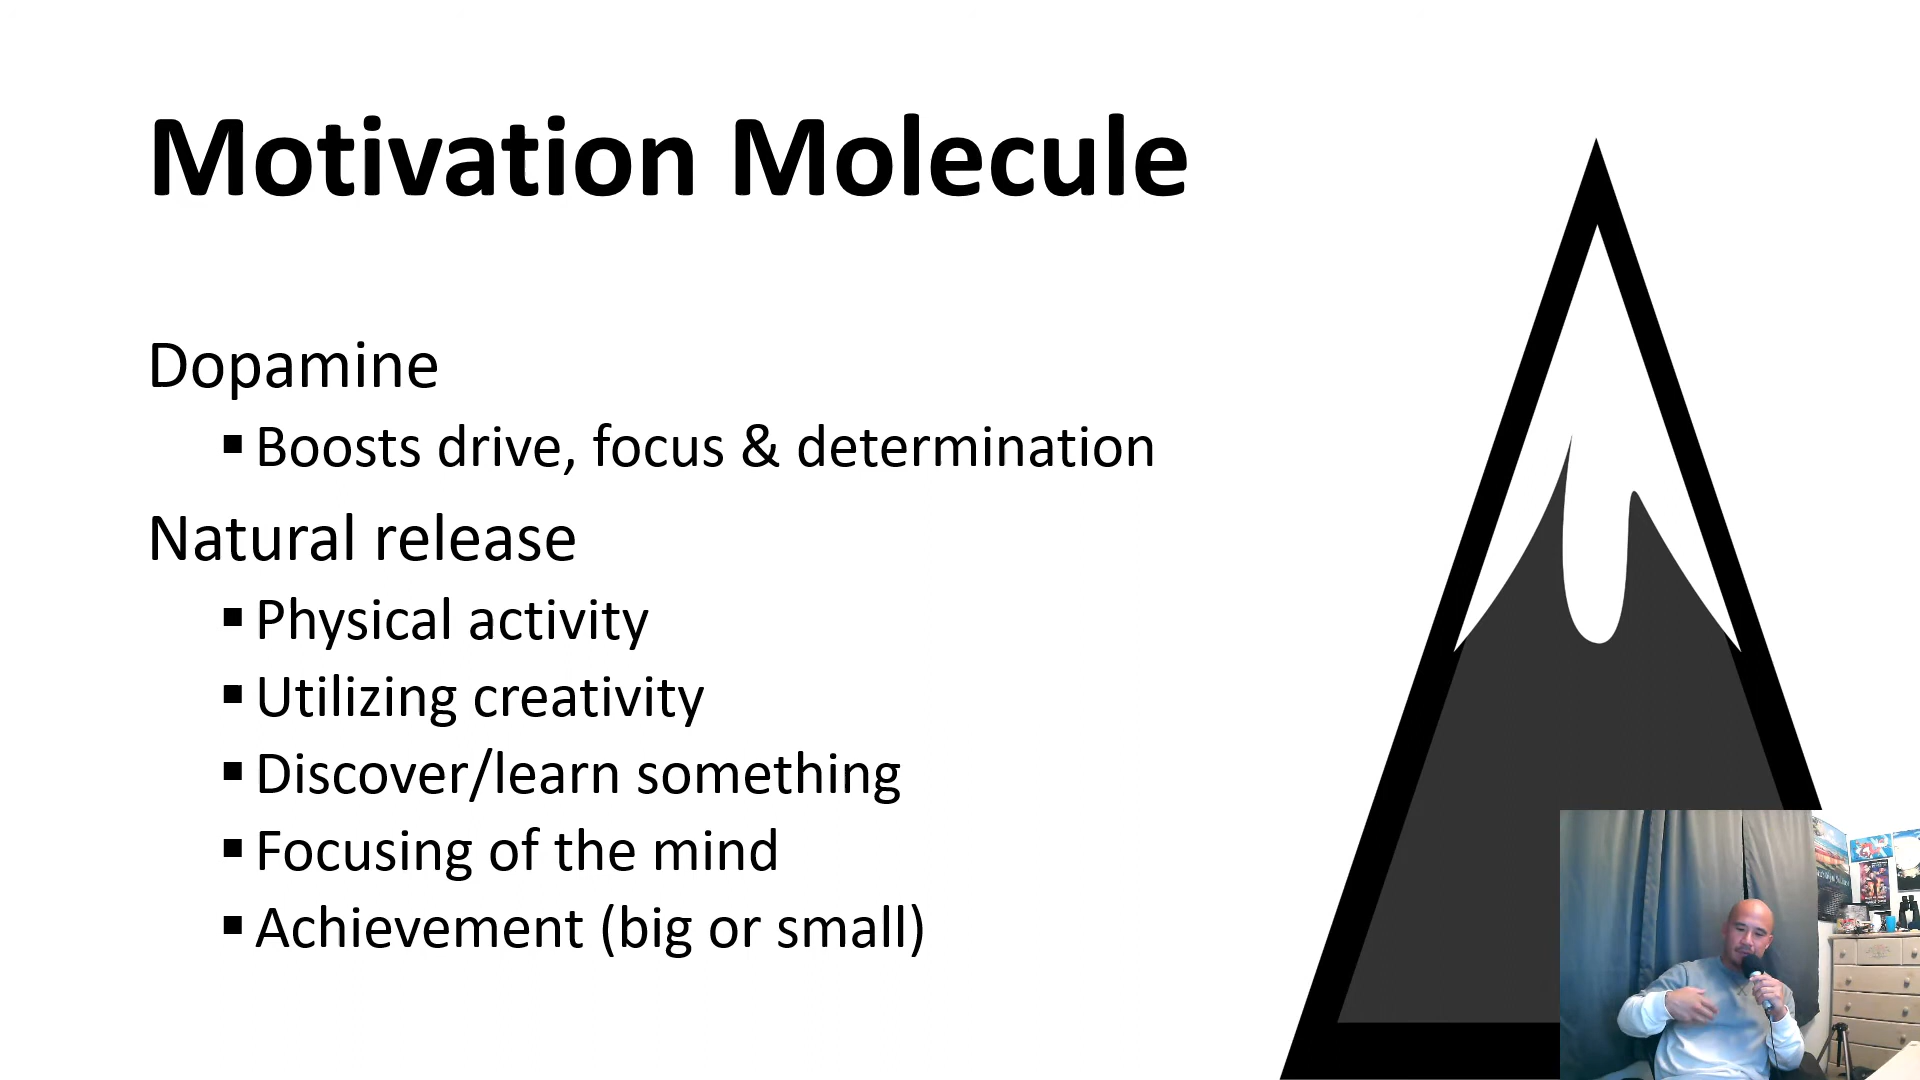 Motivation Molecule
Dopamine
▪ Boosts drive, focus & determination
Natural release
▪ Physical activity
▪ Utilizing creativity
▪ Discover/learn something
▪ Focusing of the mind
▪ Achievement (big or small)